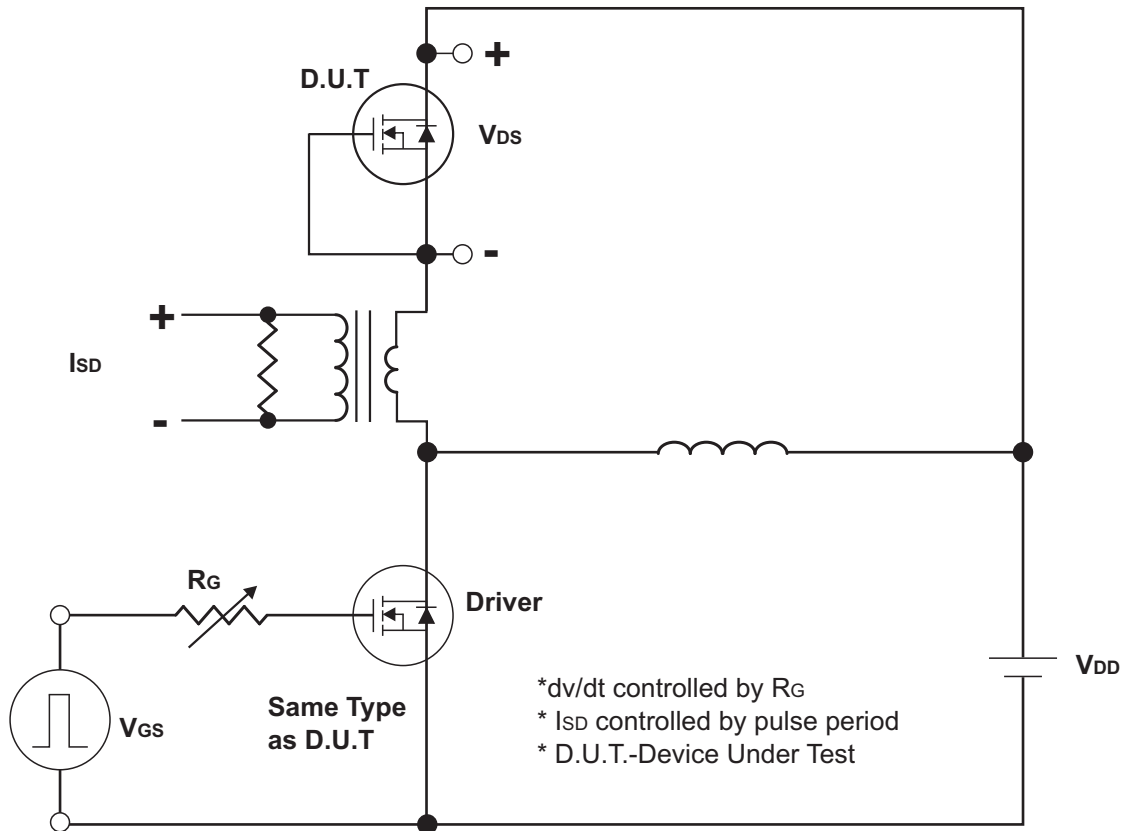 +
D.U.T
VDS
-
+
ISD
-
RG
Driver
VDD
VGS
Same Type
as D.U.T
*dv/dt controlled by RG
* ISD controlled by pulse period
* D.U.T.-Device Under Test